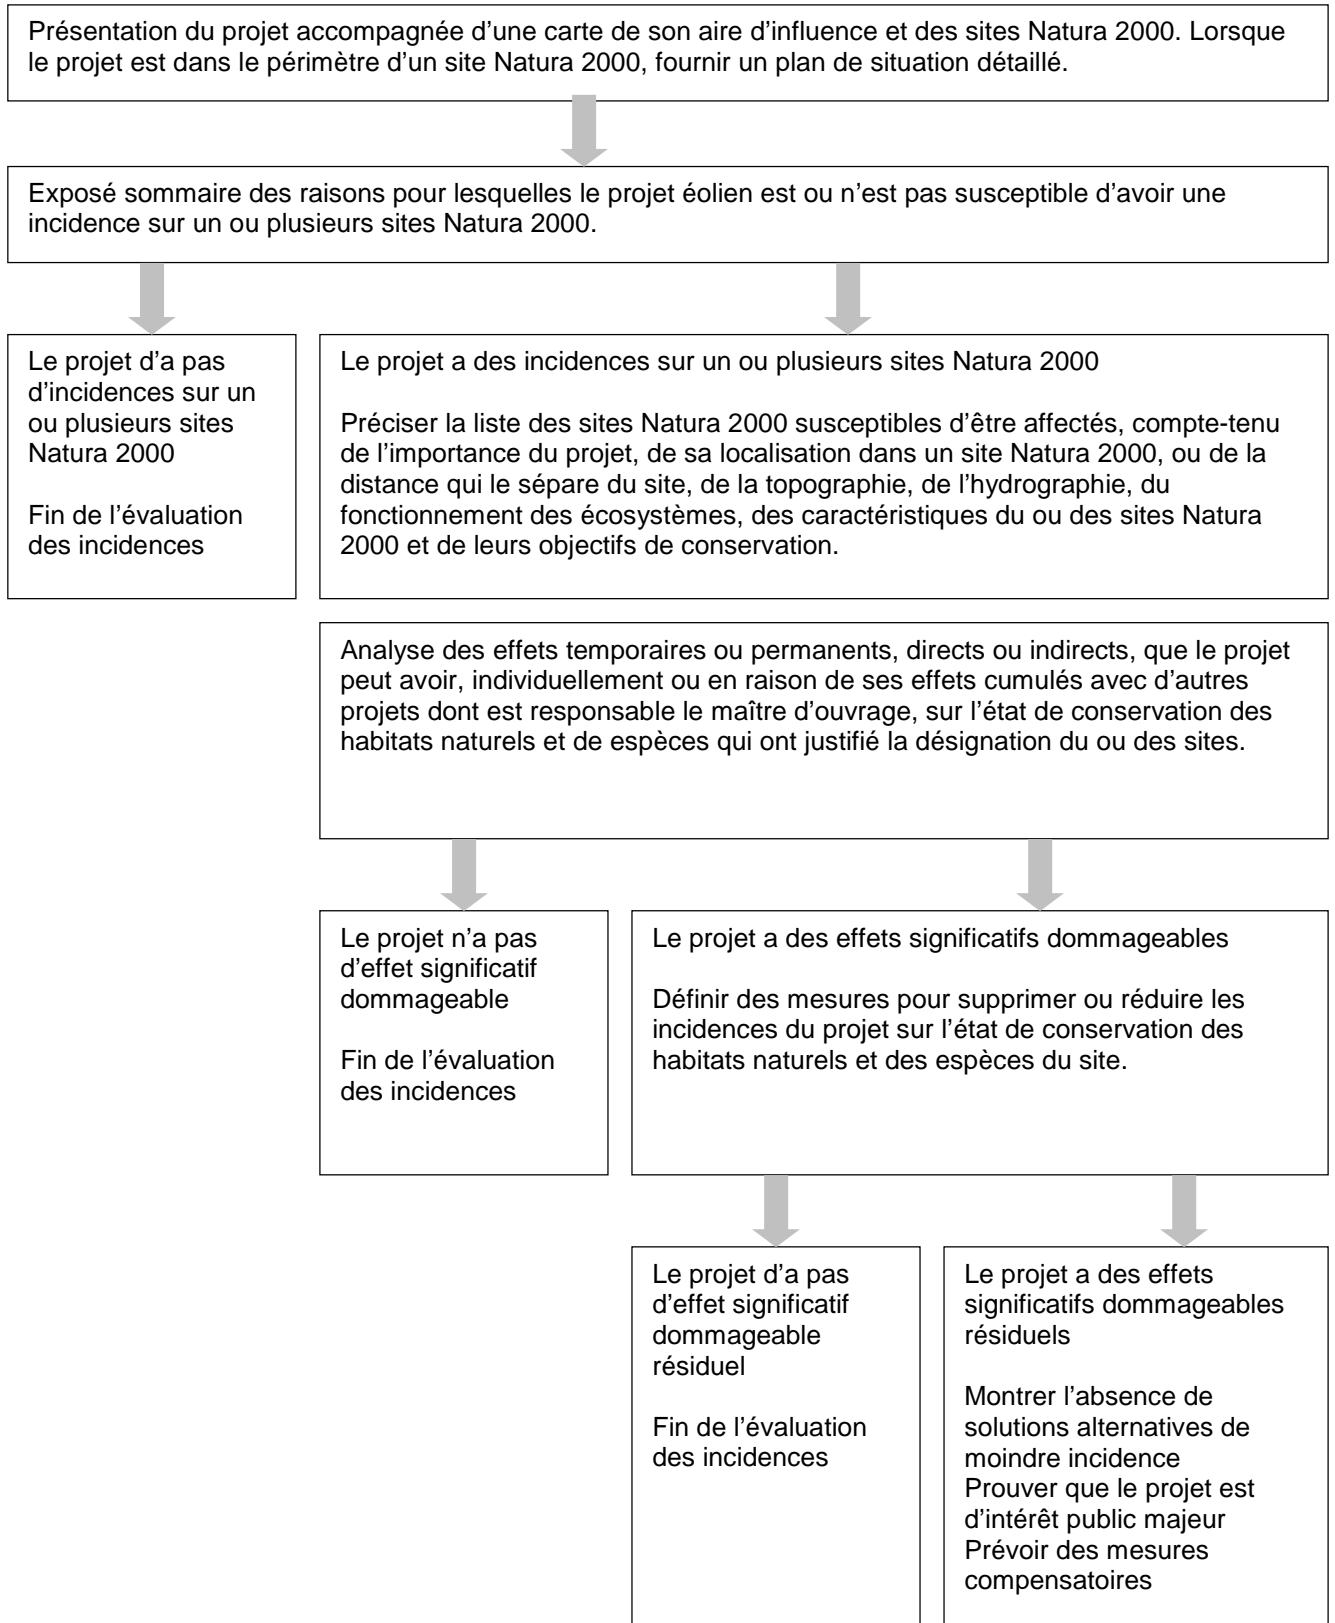 Présentation du projet accompagnée d’une carte de son aire d’influence et des sites Natura 2000. Lorsque
le projet est dans le périmètre d’un site Natura 2000, fournir un plan de situation détaillé.
Exposé sommaire des raisons pour lesquelles le projet éolien est ou n’est pas susceptible d’avoir une
incidence sur un ou plusieurs sites Natura 2000.
Le projet d’a pas
d’incidences sur un
ou plusieurs sites
Natura 2000
Fin de l’évaluation
des incidences
Le projet a des incidences sur un ou plusieurs sites Natura 2000
Préciser la liste des sites Natura 2000 susceptibles d’être affectés, compte-tenu
de l’importance du projet, de sa localisation dans un site Natura 2000, ou de la
distance qui le sépare du site, de la topographie, de l’hydrographie, du
fonctionnement des écosystèmes, des caractéristiques du ou des sites Natura
2000 et de leurs objectifs de conservation.
Analyse des effets temporaires ou permanents, directs ou indirects, que le projet
peut avoir, individuellement ou en raison de ses effets cumulés avec d’autres
projets dont est responsable le maître d’ouvrage, sur l’état de conservation des
habitats naturels et de espèces qui ont justifié la désignation du ou des sites.
Le projet n’a pas
d’effet significatif
dommageable
Fin de l’évaluation
des incidences
Le projet a des effets significatifs dommageables
Définir des mesures pour supprimer ou réduire les
incidences du projet sur l’état de conservation des
habitats naturels et des espèces du site.
Le projet d’a pas
d’effet significatif
dommageable
résiduel
Fin de l’évaluation
des incidences
Le projet a des effets
significatifs dommageables
résiduels
Montrer l’absence de
solutions alternatives de
moindre incidence
Prouver que le projet est
d’intérêt public majeur
Prévoir des mesures
compensatoires